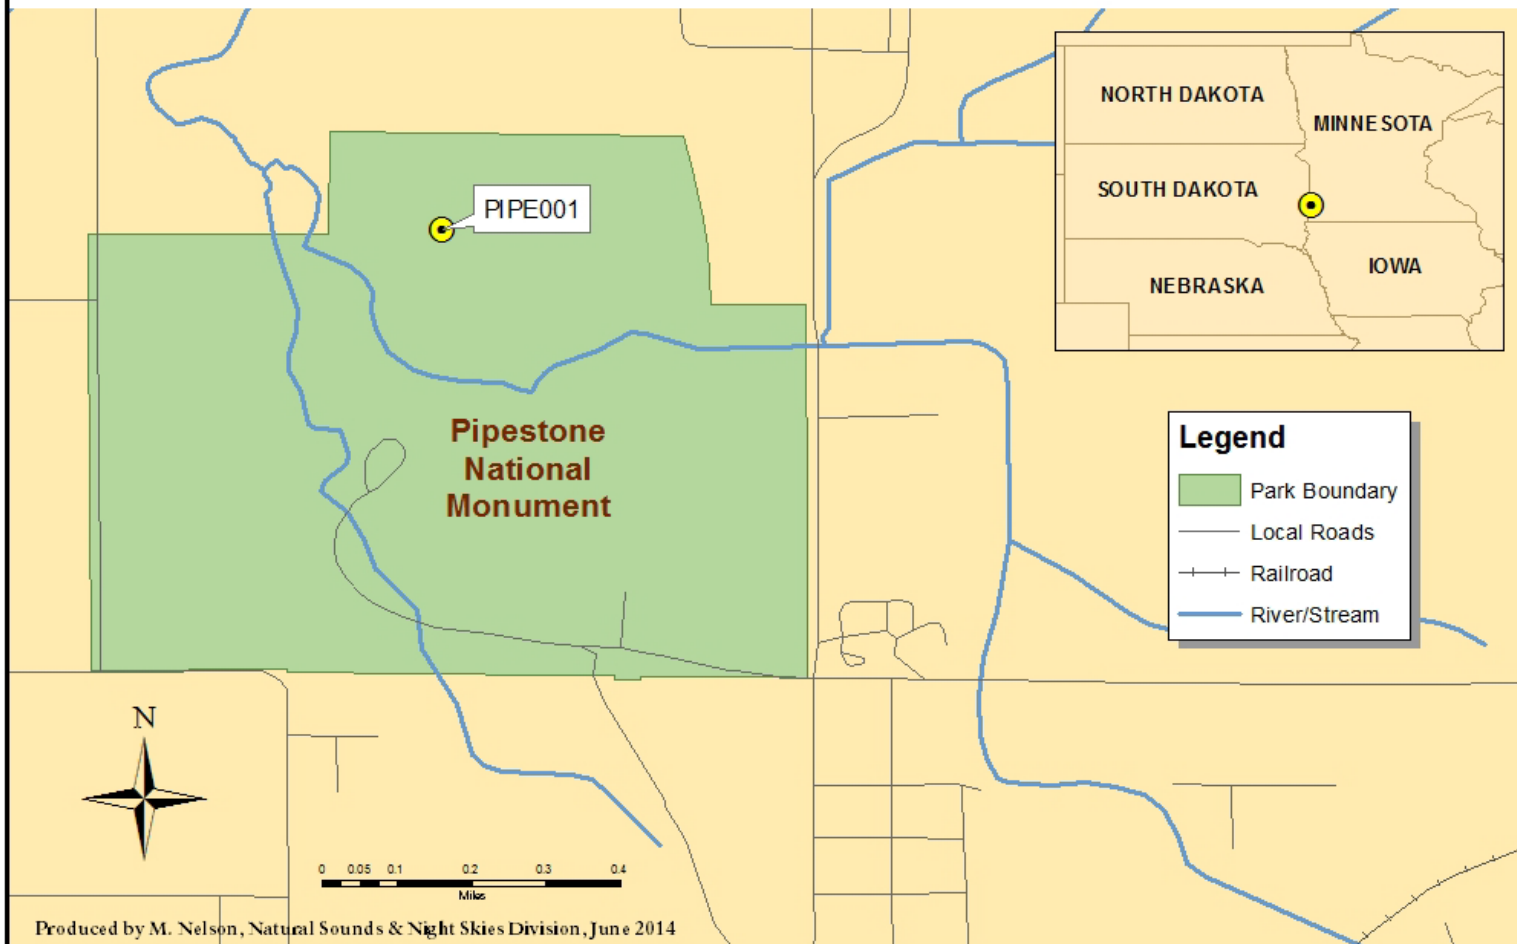 PIPE001
NORTH DAKOTA
MINNESOTA
SOUTH DAKOTA
IOWA
NEBRASKA
Pipestone
National
Monument
Legend
Park Boundary
Local Roads
Railroad
River/Stream
N
0 0.05 0.1 0.2 0.3 0.4
Miles
Produced by M. Nelson, Natural Sounds & Night Skies Division, June 2014